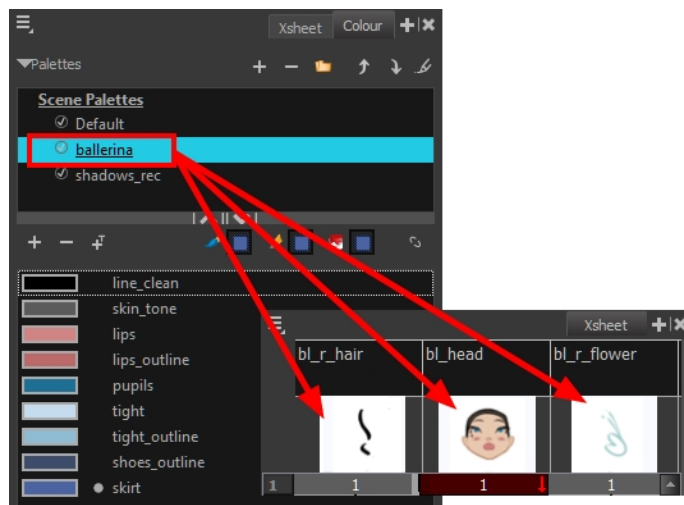 Xsheet Colour
Palettes
Scene Palettes
Default
ballerina
shadows_rec
line_clean
skin_tone
lips
lips_outline
pupils
tight
tight_outline
shoes_outline
skirt
Xsheet
bl_r_hair bl_head bl_r_flower
1 1 1 1